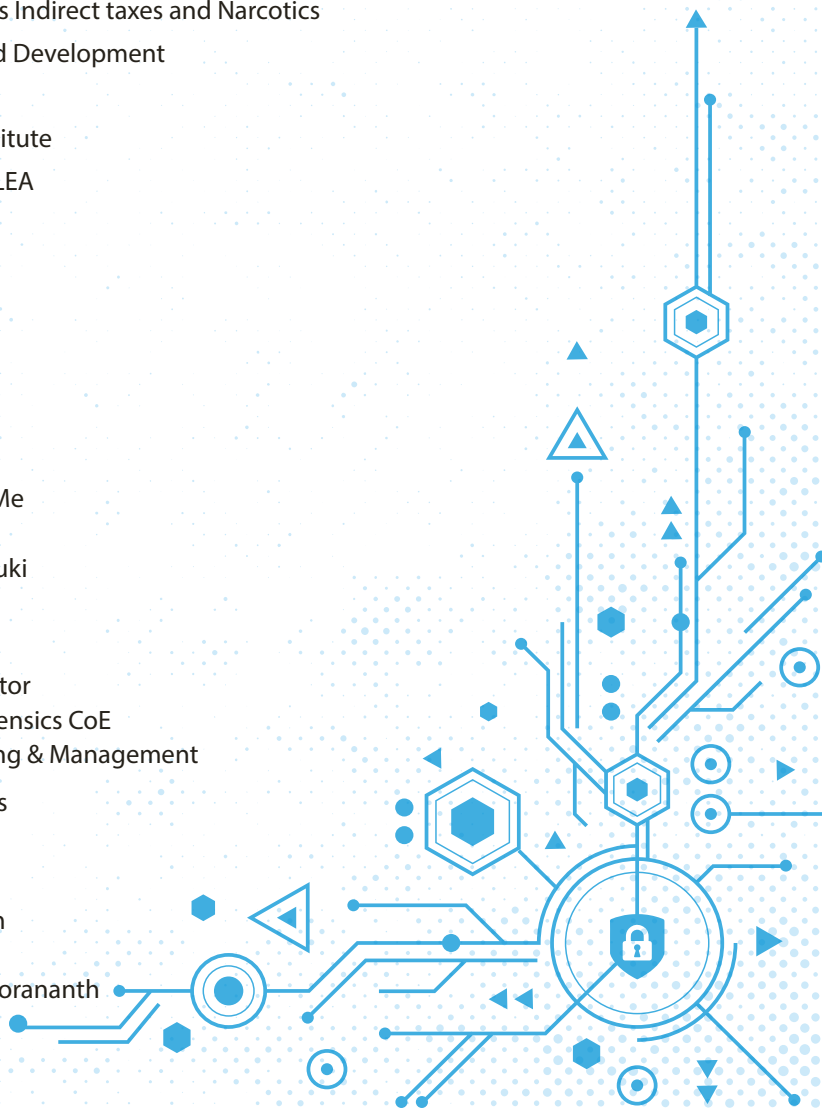 s Indirect taxes and Narcotics
d Development
itute
LEA
Me
uki
tor
ensics CoE
ng & Management
s
n
orananth